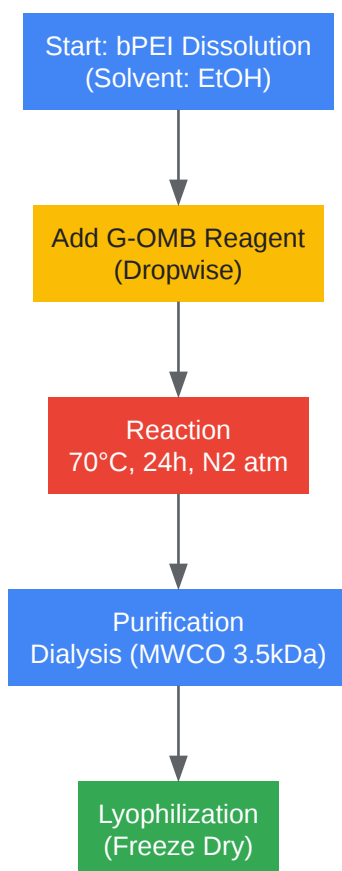 Start: bPEI Dissolution
(Solvent: EtOH)
Add G-OMB Reagent
(Dropwise)
Reaction
70°C, 24h, N2 atm
Purification
Dialysis (MWCO 3.5kDa)
Lyophilization
(Freeze Dry)